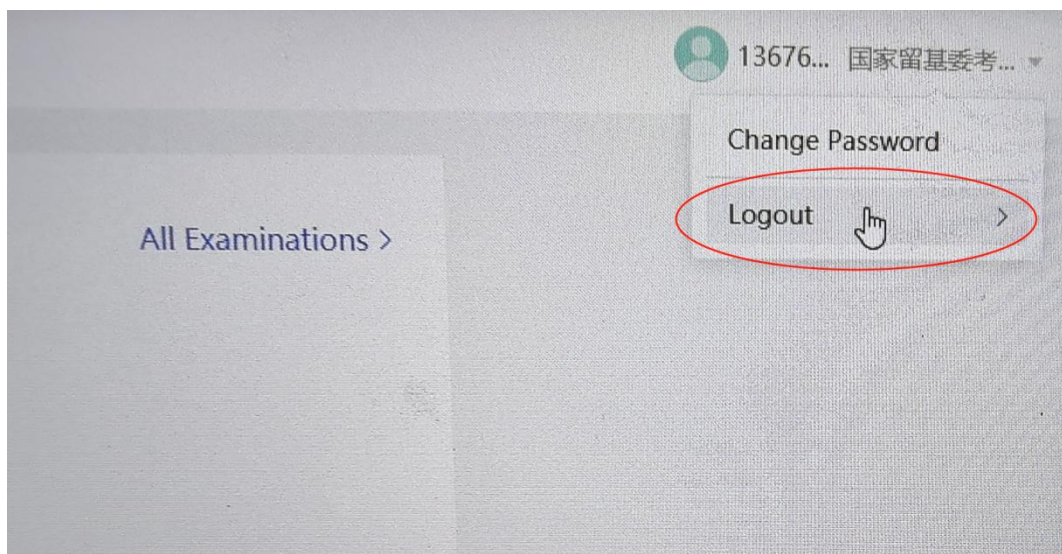 13676... 国家留基委考...
Change Password
Logout >
All Examinations >